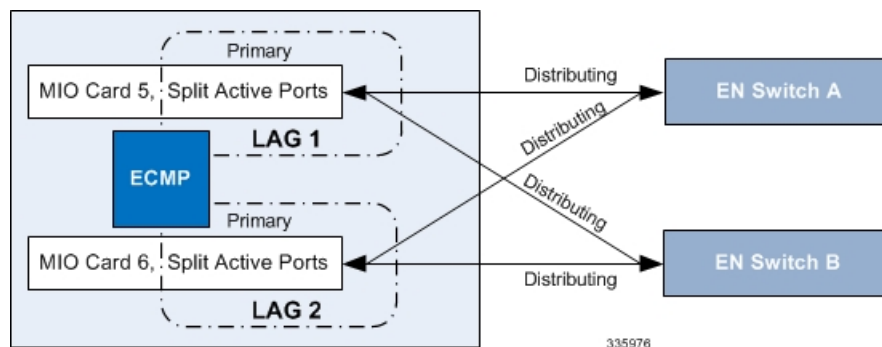 Primary
MIO Card 5, Split Active Ports
LAG 1
ECMP
Primary
MIO Card 6, Split Active Ports
LAG 2
Distributing
Distributing
Distributing
Distributing
EN Switch A
EN Switch B
335976